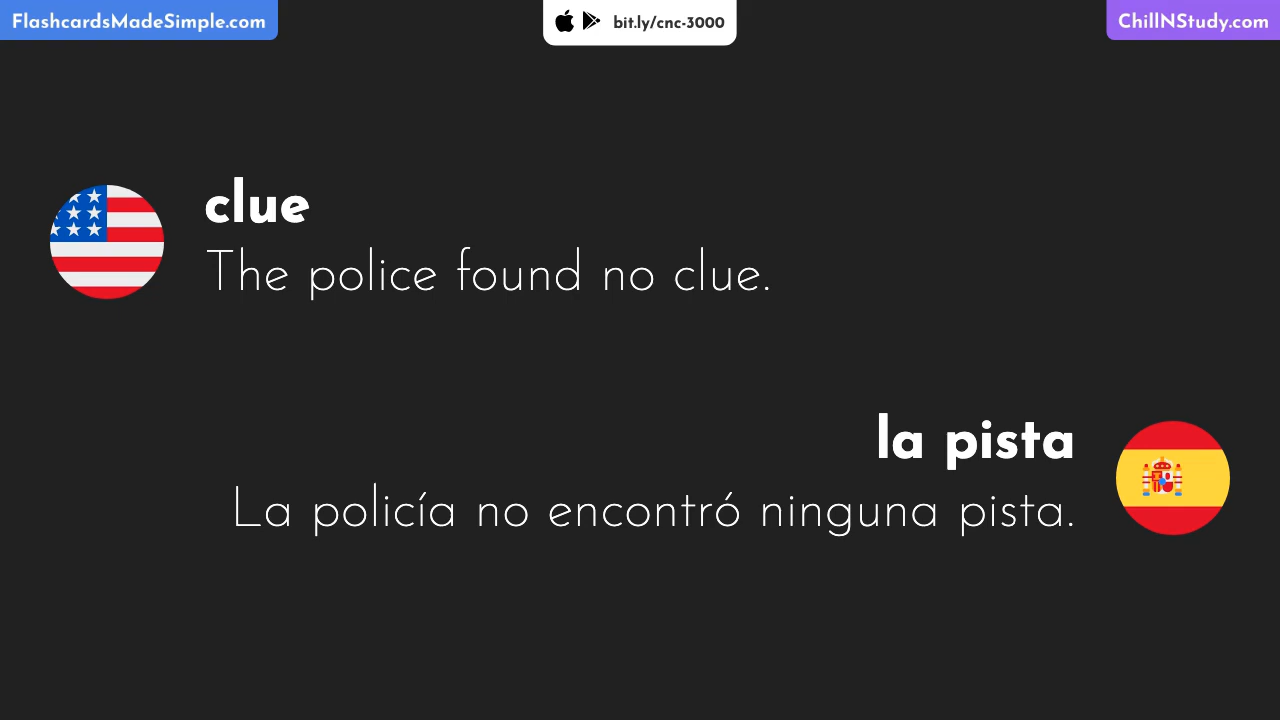 FlashcardsMadeSimple.com
bit.ly/cnc-3000
ChillNStudy.com
clue
The police found no clue.
la pista
La policía no encontró ninguna pista.